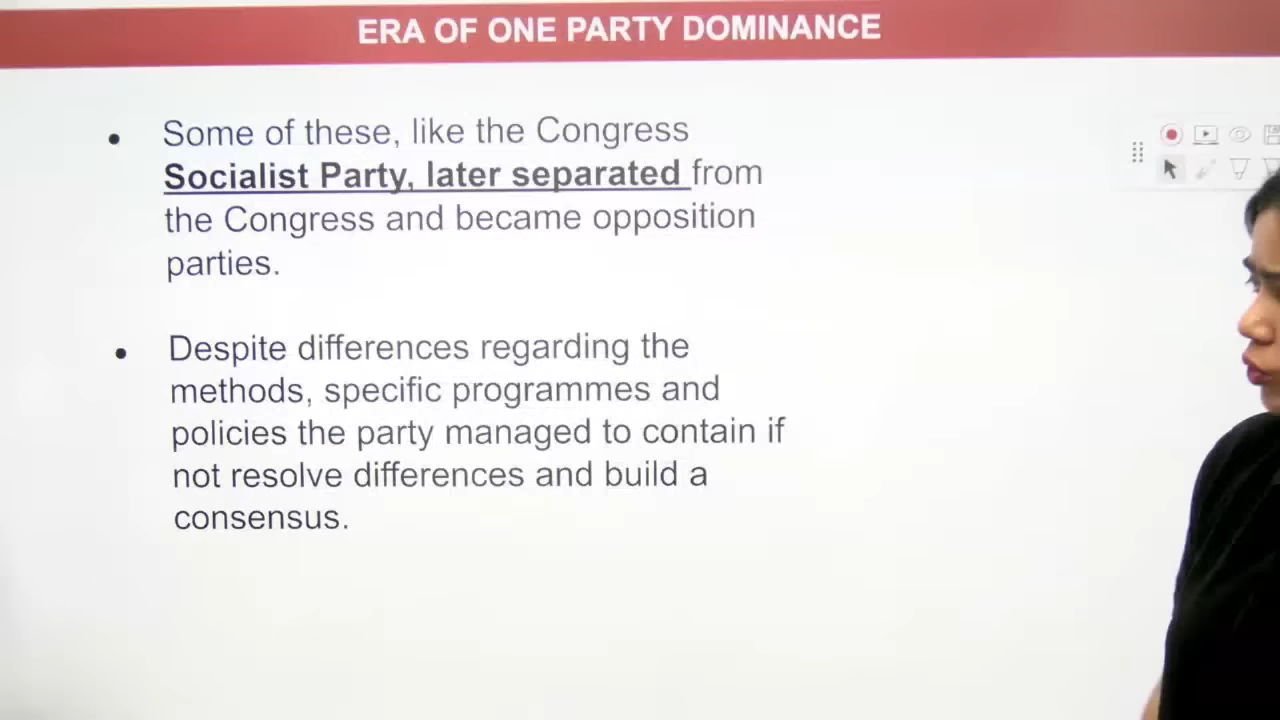 ERA OF ONE PARTY DOMINANCE
• Some of these, like the Congress
Socialist Party, later separated from
the Congress and became opposition
parties.
• Despite differences regarding the
methods, specific programmes and
policies the party managed to contain if
not resolve differences and build a
consensus.